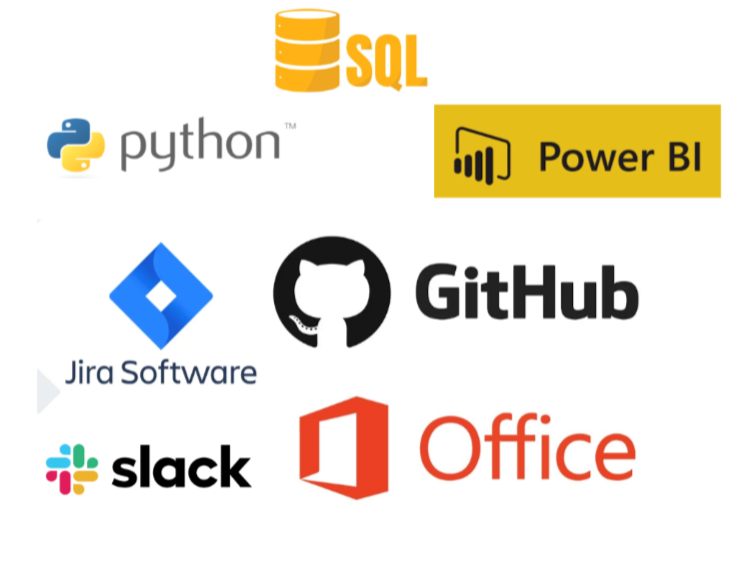 SQL
python™
Power BI
GitHub
Jira Software
Office
slack